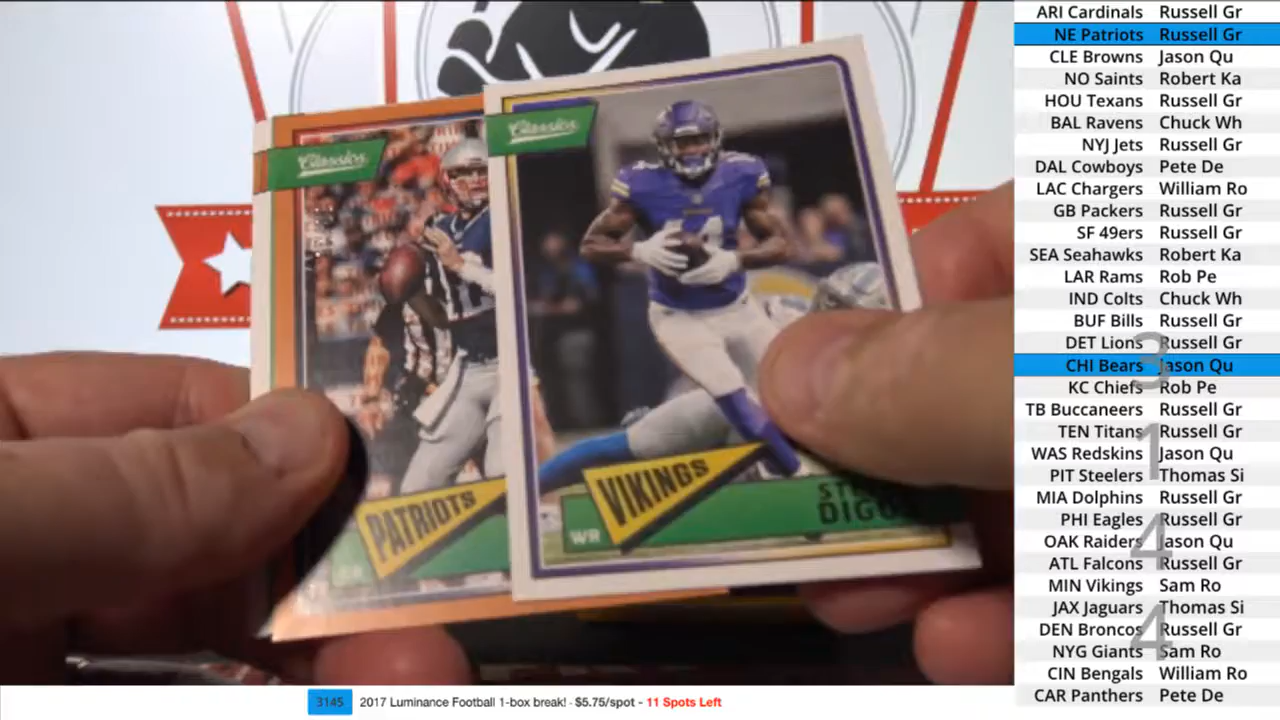 Classics
PATRIOTS
Classics
VIKINGS
WR
ARI Cardinals Russell Gr
NE Patriots Russell Gr
CLE Browns Jason Qu
NO Saints Robert Ka
HOU Texans Russell Gr
BAL Ravens Chuck Wh
NYJ Jets Russell Gr
DAL Cowboys Pete De
LAC Chargers William Ro
GB Packers Russell Gr
SF 49ers Russell Gr
SEA Seahawks Robert Ka
LAR Rams Rob Pe
IND Colts Chuck Wh
BUF Bills Russell Gr
DET Lions Russell Gr
3
CHI Bears Jason Qu
KC Chiefs Rob Pe
TB Buccaneers Russell Gr
TEN Titans Russell Gr
1
WAS Redskins Jason Qu
PIT Steelers Thomas Si
MIA Dolphins Russell Gr
PHI Eagles Russell Gr
4
OAK Raiders Jason Qu
ATL Falcons Russell Gr
MIN Vikings Sam Ro
JAX Jaguars Thomas Si
4
DEN Broncos Russell Gr
NYG Giants Sam Ro
CIN Bengals William Ro
CAR Panthers Pete De
3145 2017 Luminance Football 1-box break! - $5.75/spot - 11 Spots Left